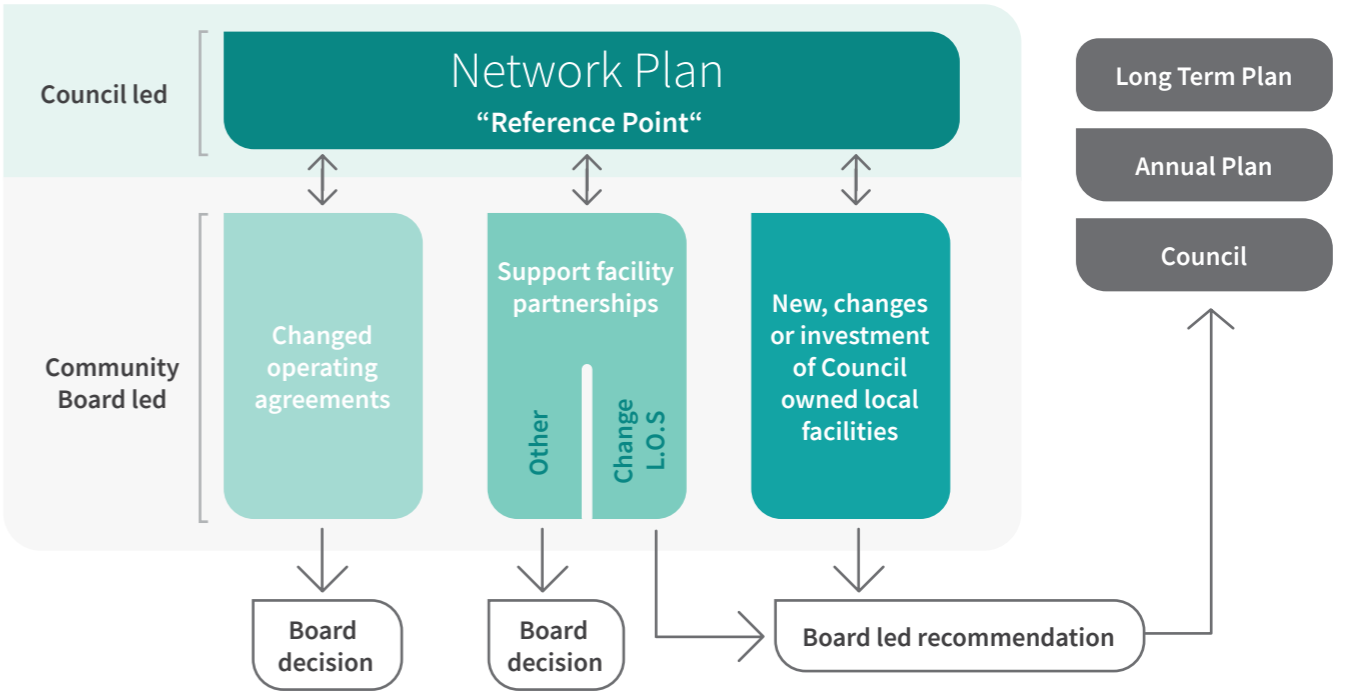 Council led
Network Plan
“Reference Point“
Long Term Plan
Annual Plan
Council
Community
Board led
Changed
operating
agreements
Support facility
partnerships
Other
Change
L.O.S
New, changes
or investment
of Council
owned local
facilities
Board
decision
Board
decision
Board led recommendation